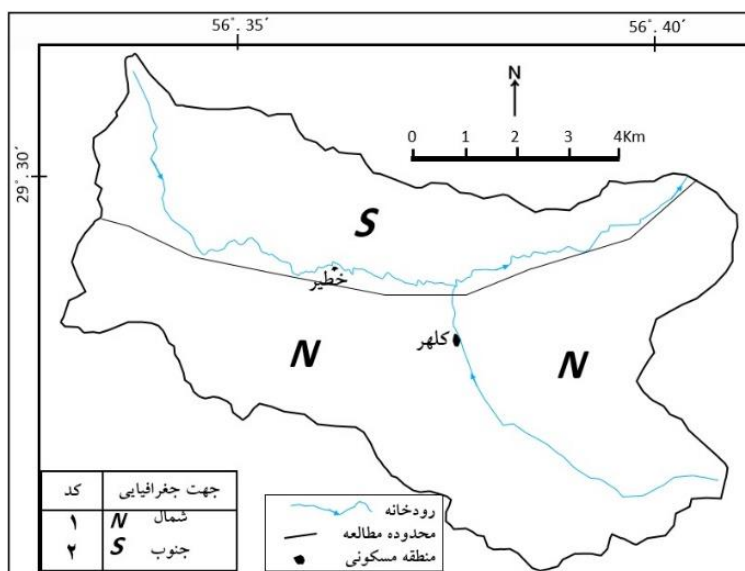 56°. 35´
56°. 40´
N
0 1 2 3 4Km
29°. 30´
S
خطیر
کلهر
N
N
کد جهت جغرافیایی
۱ N شمال
۲ S جنوب
رودخانه
محدوده مطالعه
منطقه مسکونی